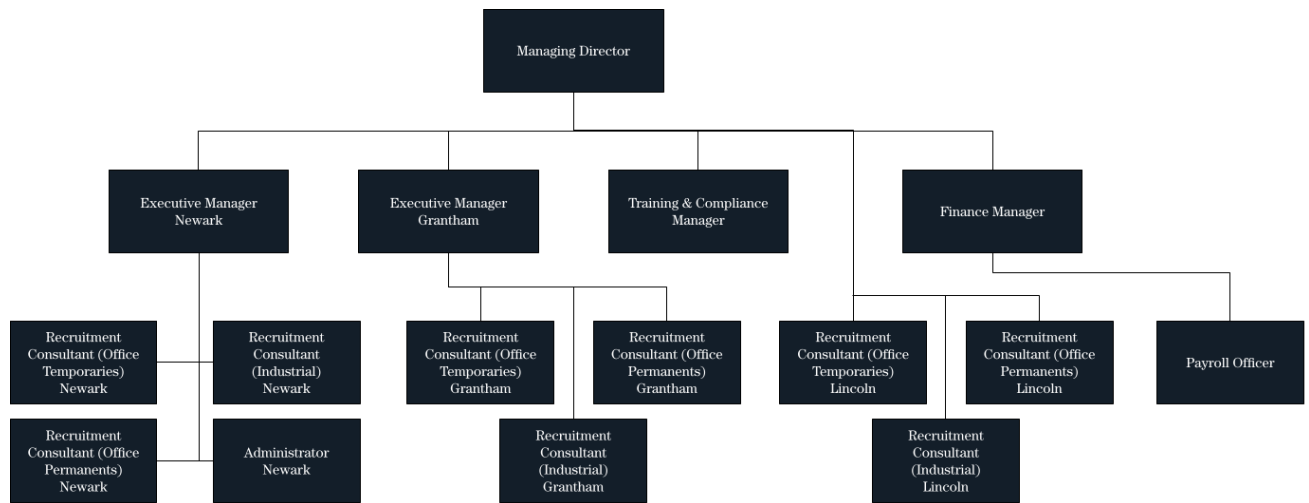 Managing Director
Executive Manager
Newark
Executive Manager
Grantham
Training & Compliance
Manager
Finance Manager
Recruitment
Consultant (Office
Temporaries)
Newark
Recruitment
Consultant
(Industrial)
Newark
Recruitment
Consultant (Office
Temporaries)
Grantham
Recruitment
Consultant (Office
Permanents)
Grantham
Recruitment
Consultant (Office
Temporaries)
Lincoln
Recruitment
Consultant (Office
Permanents)
Lincoln
Payroll Officer
Recruitment
Consultant (Office
Permanents)
Newark
Administrator
Newark
Recruitment
Consultant
(Industrial)
Grantham
Recruitment
Consultant
(Industrial)
Lincoln